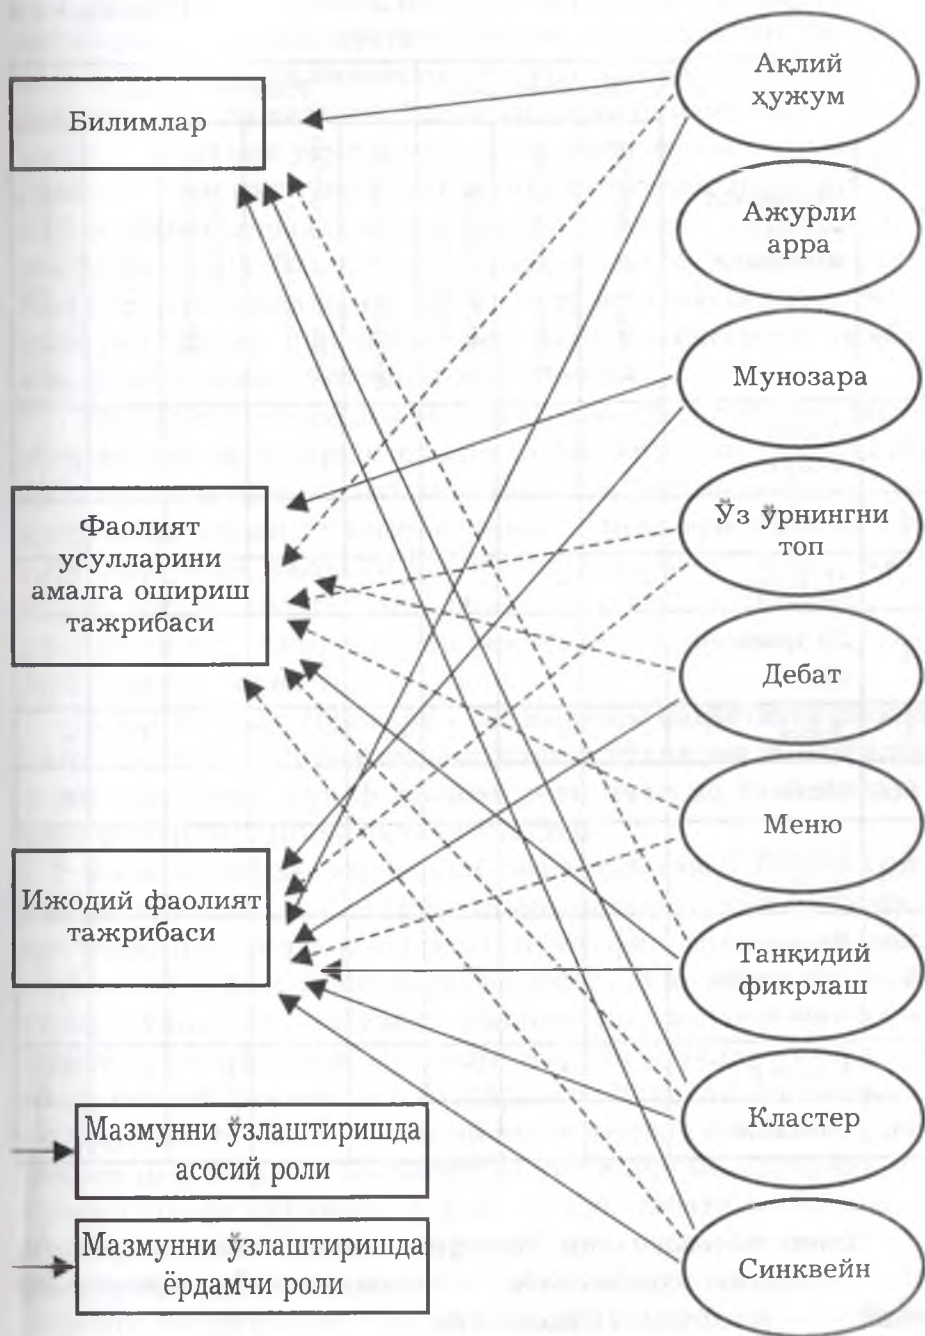 Билимлар
Фаолият
усулларини
амалга ошириш
тажрибаси
Ижодий фаолият
тажрибаси
Мазмунни ўзлаштиришда
асосий роли
Мазмунни ўзлаштиришда
ёрдамчи роли
Ақлий
ҳужум
Ажурли
арра
Мунозара
Ўз ўрнингни
топ
Дебат
Меню
Танқидий
фикрлаш
Кластер
Синквейн